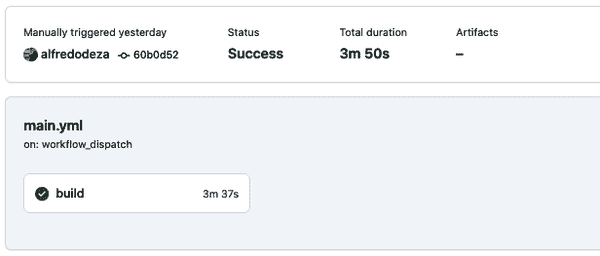 Manually triggered yesterday
alfredodeza 60b0d52
Status
Success
Total duration
3m 50s
Artifacts
–
main.yml
on: workflow_dispatch
build 3m 37s